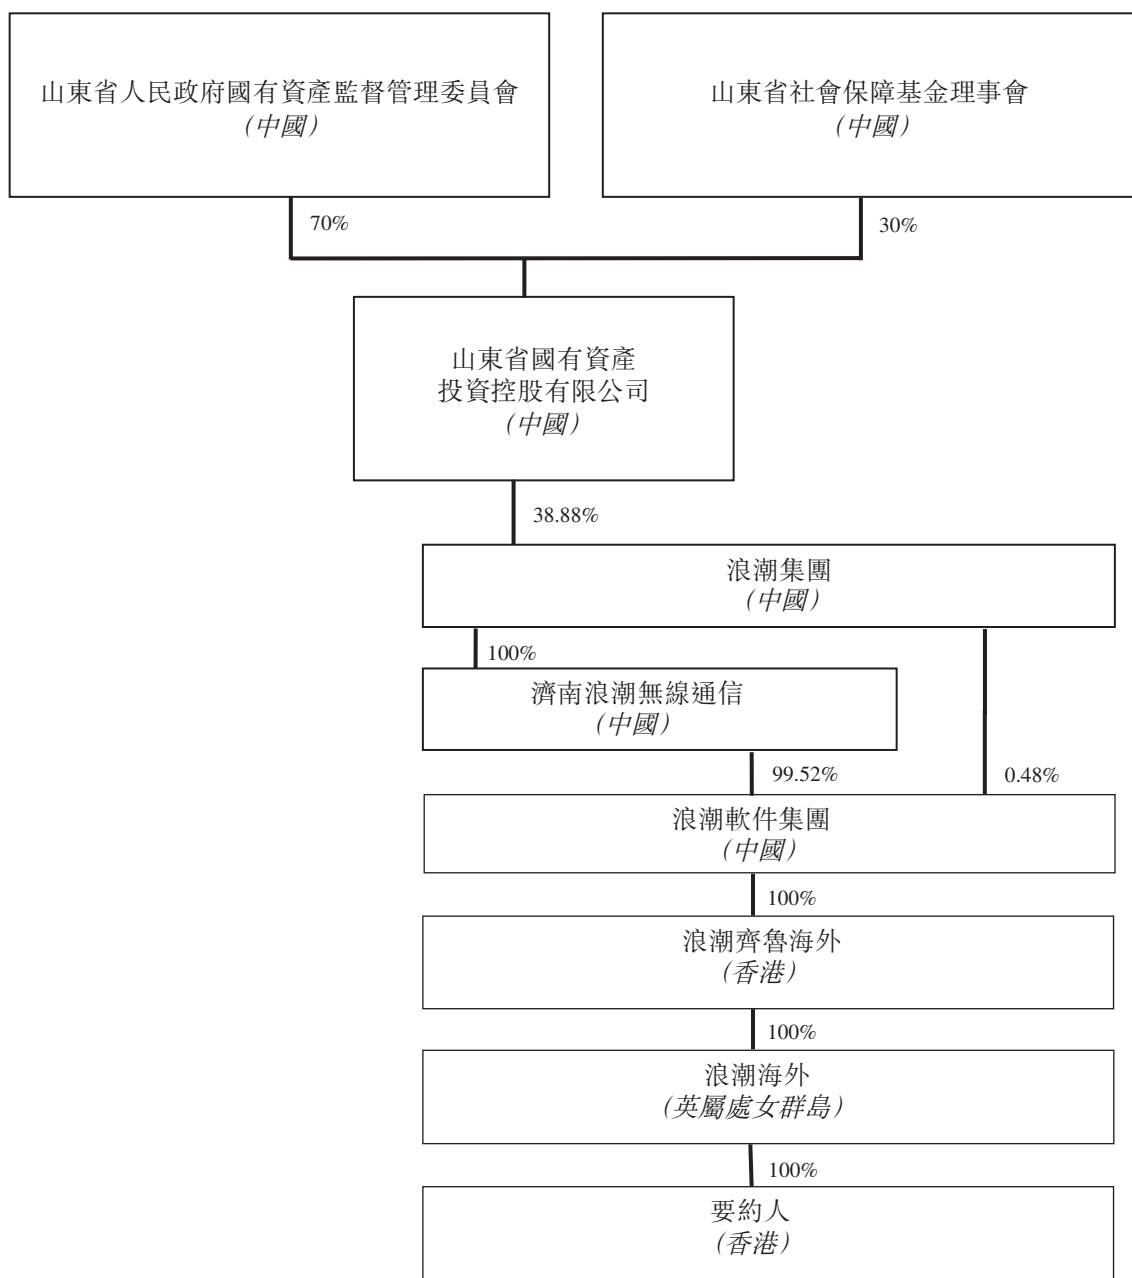 山東省人民政府國有資產監督管理委員會
（中國）
山東省社會保障基金理事會
（中國）
70%
30%
山東省國有資產
投資控股有限公司
（中國）
38.88%
浪潮集團
（中國）
100%
濟南浪潮無線通信
（中國）
99.52%
0.48%
浪潮軟件集團
（中國）
100%
浪潮齊魯海外
（香港）
100%
浪潮海外
（英屬處女群島）
100%
要約人
（香港）